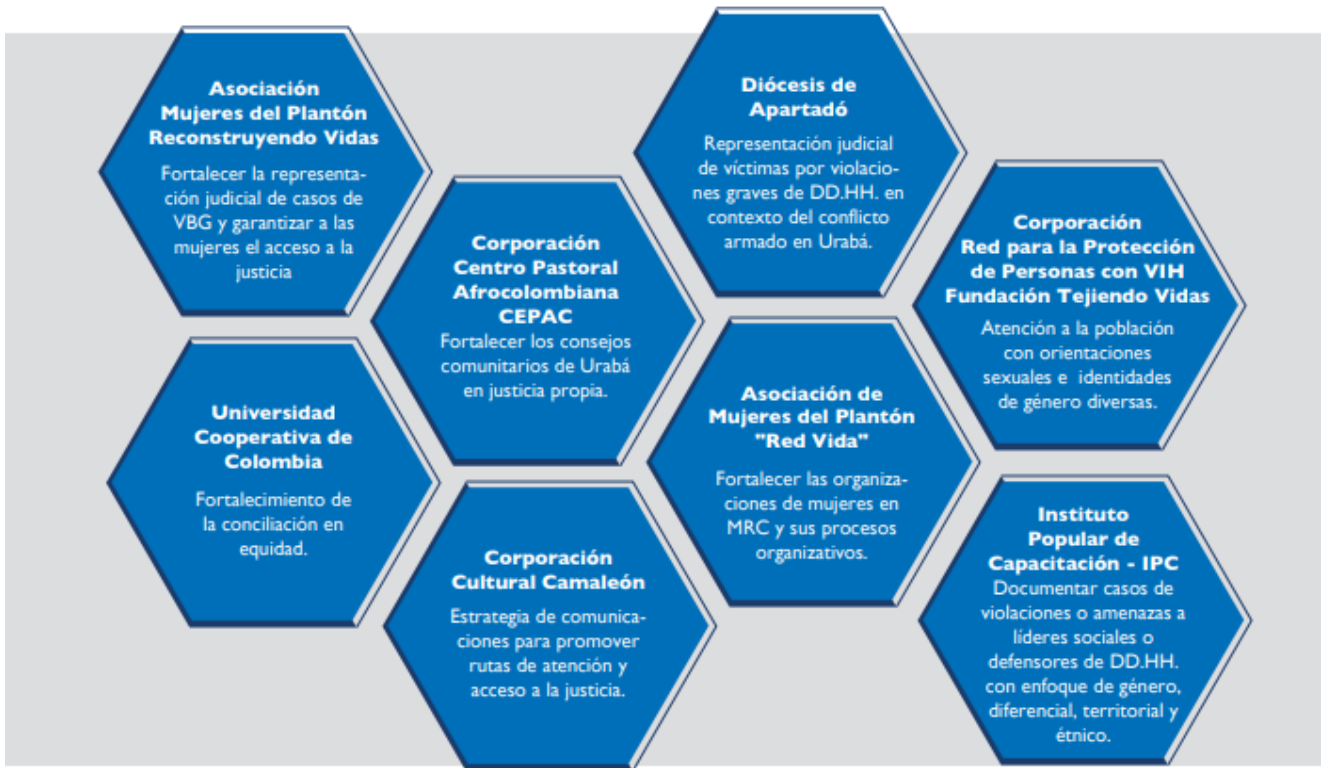 Asociación
Mujeres del Plantón
Reconstruyendo Vidas
Fortalecer la representa-
ción judicial de casos de
VBG y garantizar a las
mujeres el acceso a la
justicia
Diócesis de
Apartadó
Representación judicial
de víctimas por violacio-
nes graves de DD.HH. en
contexto del conflicto
armado en Urabá.
Corporación
Centro Pastoral
Afrocolombiana
CEPAC
Fortalecer los consejos
comunitarios de Urabá
en justicia propia.
Corporación
Red para la Protección
de Personas con VIH
Fundación Tejiendo Vidas
Atención a la población
con orientaciones
sexuales e identidades
de género diversas.
Universidad
Cooperativa de
Colombia
Fortalecimiento de
la conciliación en
equidad.
Asociación de
Mujeres del Plantón
"Red Vida"
Fortalecer las organiza-
ciones de mujeres en
MRC y sus procesos
organizativos.
Corporación
Cultural Camaleón
Estrategia de comunica-
ciones para promover
rutas de atención y
acceso a la justicia.
Instituto
Popular de
Capacitación - IPC
Documentar casos de
violaciones o amenazas a
líderes sociales o
defensores de DD.HH.
con enfoque de género,
diferencial, territorial y
étnico.